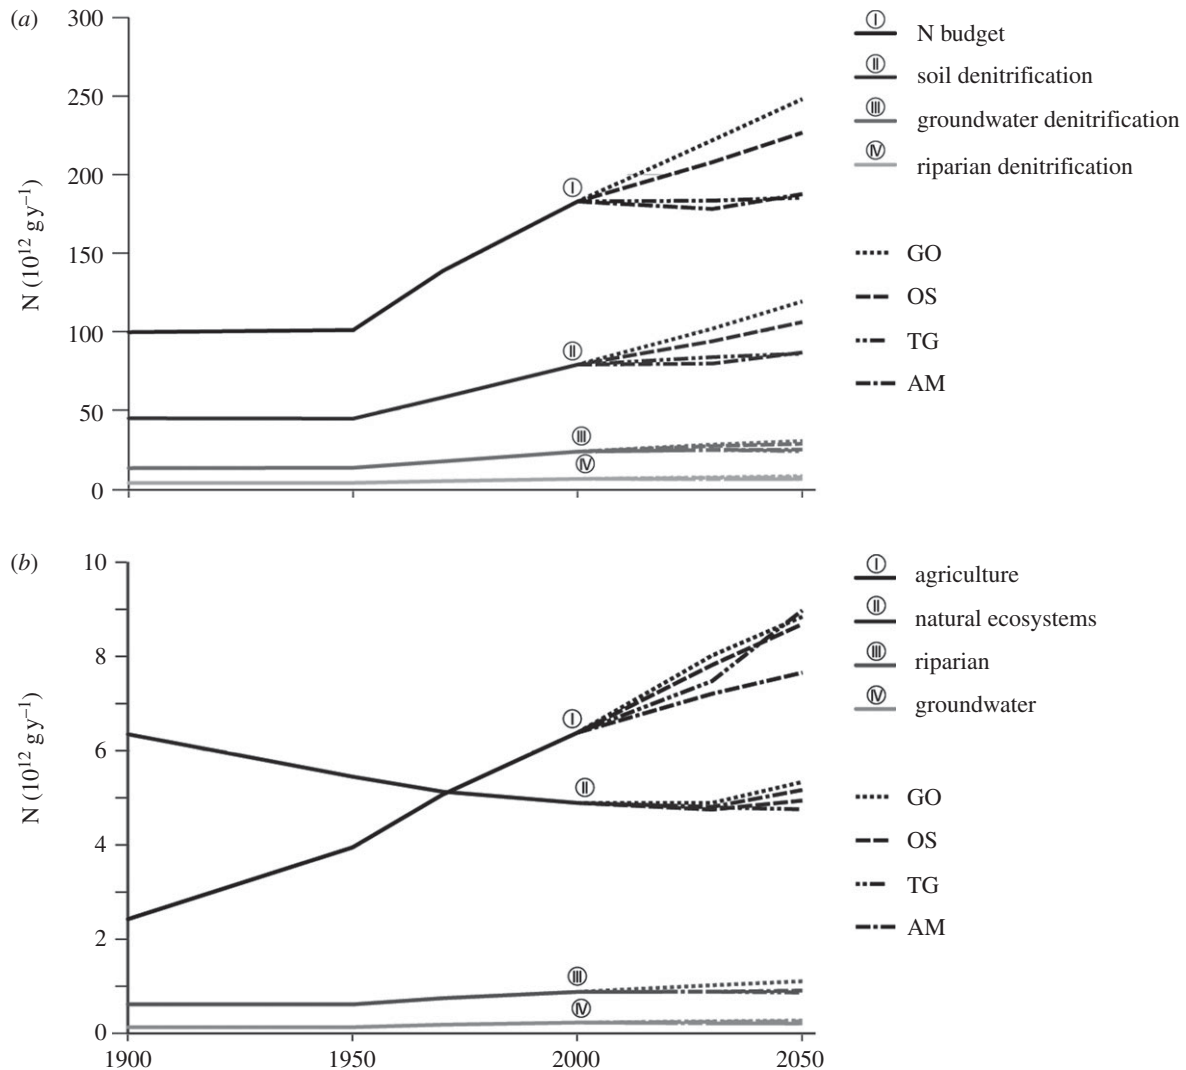 (a)
300
250
200
150
100
50
0
N (10¹² g y⁻¹)
Ⅰ
Ⅱ
Ⅲ
Ⅳ
Ⅰ
N budget
Ⅱ
soil denitrification
Ⅲ
groundwater denitrification
Ⅳ
riparian denitrification
GO
OS
TG
AM
(b)
10
8
6
4
2
0
N (10¹² g y⁻¹)
1900 1950 2000 2050
Ⅰ
Ⅱ
Ⅲ
Ⅳ
Ⅰ
agriculture
Ⅱ
natural ecosystems
Ⅲ
riparian
Ⅳ
groundwater
GO
OS
TG
AM